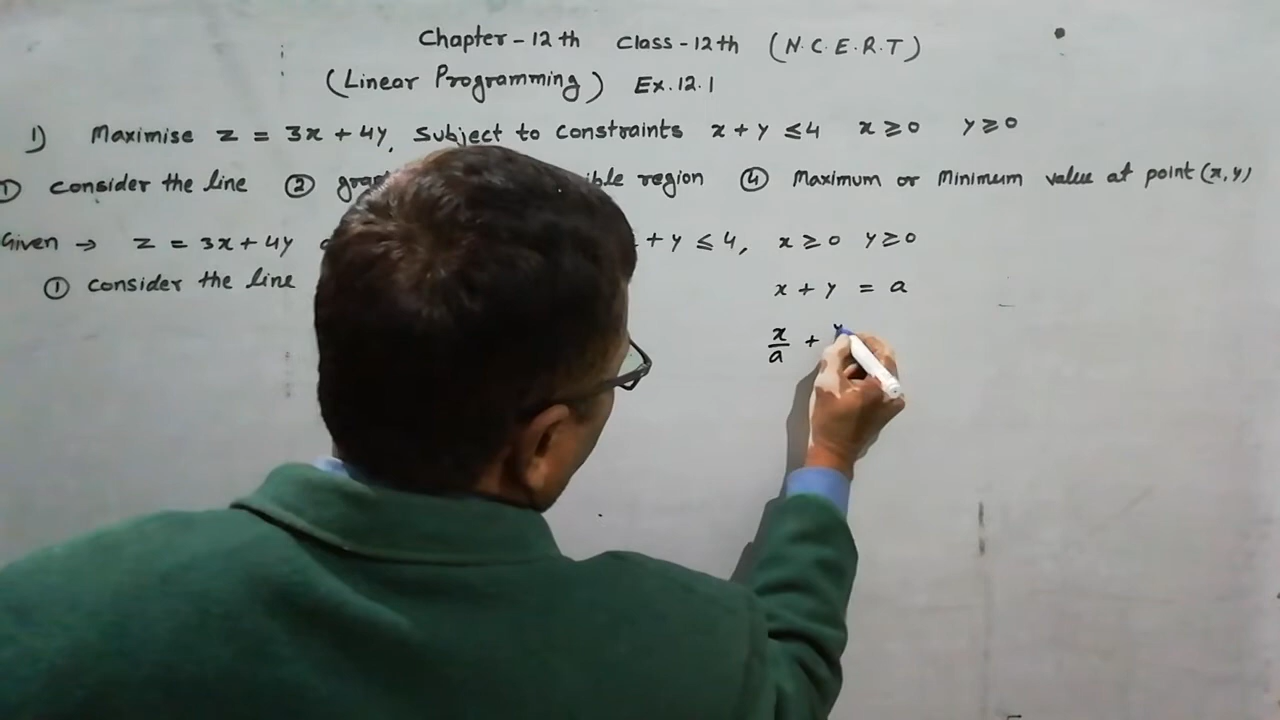 Chapter - 12th Class - 12th (N.C.E.R.T)
(Linear Programming) Ex. 12.1
1) Maximise z = 3x + 4y, Subject to constraints x + y ≤ 4 x ≥ 0 y ≥ 0
① consider the line ② region ④ Maximum or Minimum value at point (x, y)
Given → z = 3x + 4y + y ≤ 4, x ≥ 0 y ≥ 0
① consider the line x + y = a
x/a +